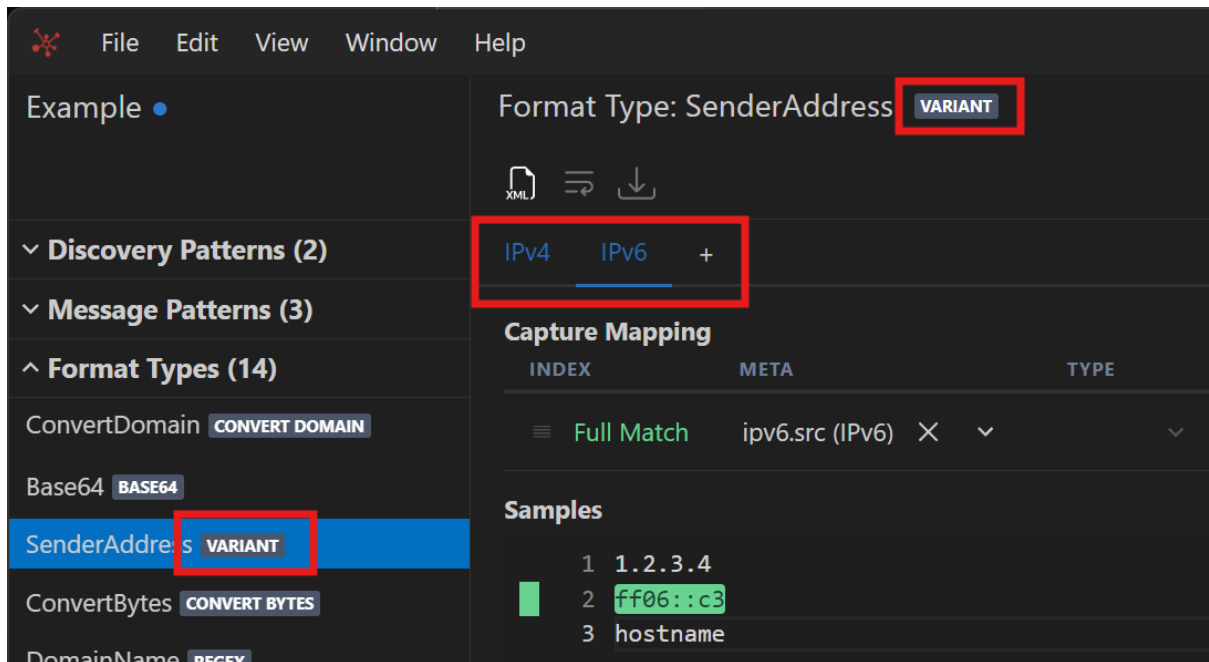 File Edit View Window Help
Example
Format Type: SenderAddress VARIANT
XML
Discovery Patterns (2)
Message Patterns (3)
Format Types (14)
ConvertDomain CONVERT DOMAIN
Base64 BASE64
SenderAddress VARIANT
ConvertBytes CONVERT BYTES
DomainName REGEX
IPv4 IPv6 +
Capture Mapping
INDEX META TYPE
Full Match ipv6.src (IPv6)
Samples
1 1.2.3.4
2 ff06::c3
3 hostname